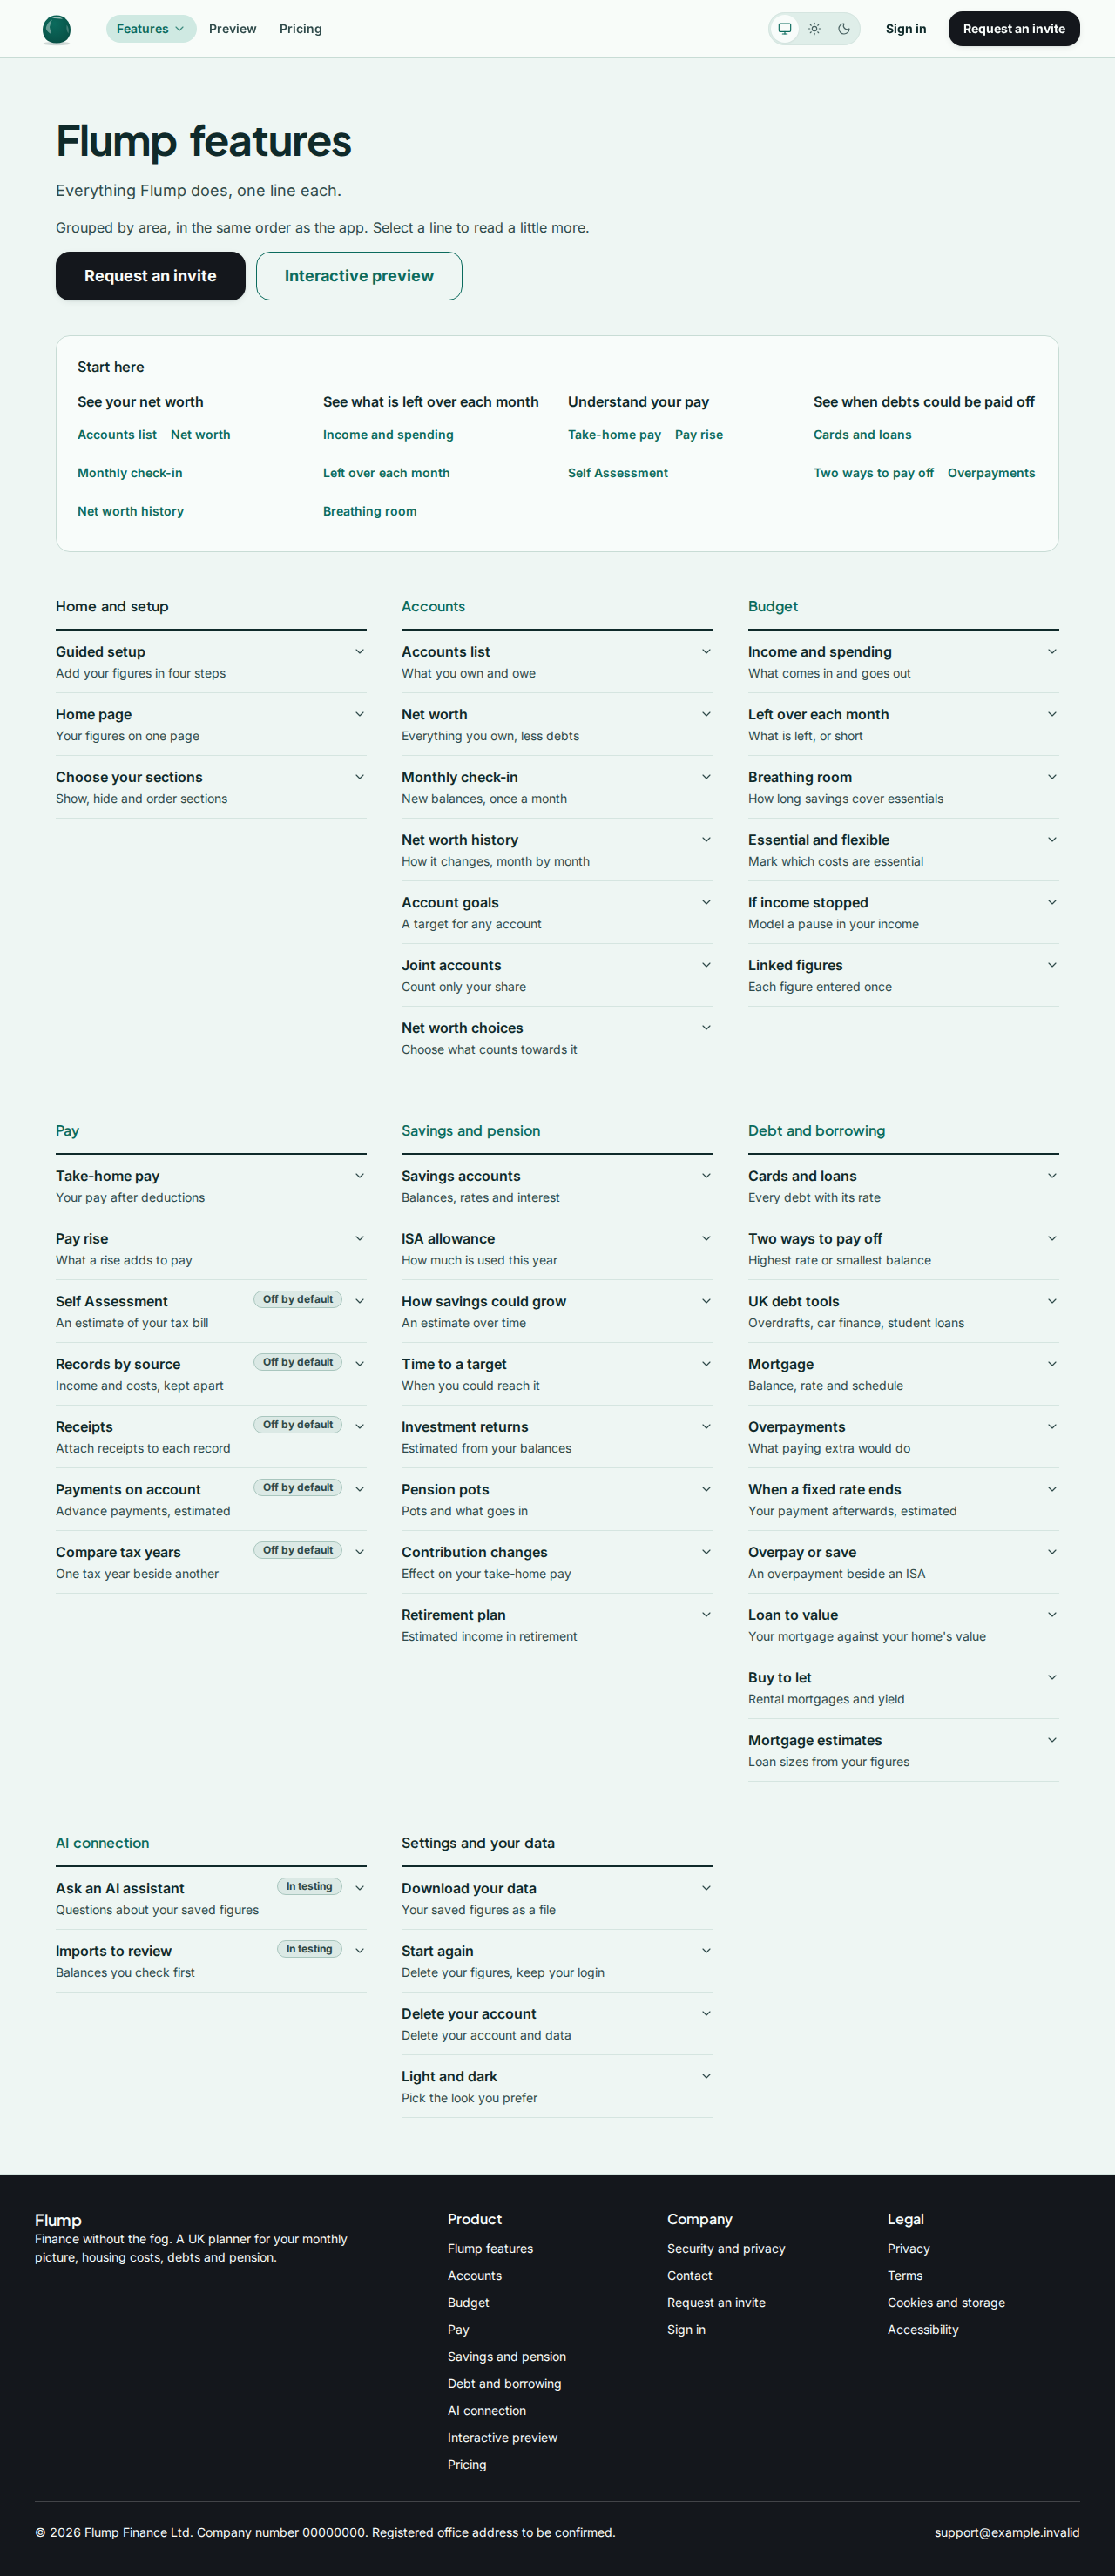 Features
Preview
Pricing
Sign in
Request an invite
Flump features
Everything Flump does, one line each.
Grouped by area, in the same order as the app. Select a line to read a little more.
Request an invite
Interactive preview
Start here
See your net worth
Accounts list
Net worth
Monthly check-in
Net worth history
See what is left over each month
Income and spending
Left over each month
Breathing room
Understand your pay
Take-home pay
Pay rise
Self Assessment
See when debts could be paid off
Cards and loans
Two ways to pay off
Overpayments
Home and setup
Guided setup
Add your figures in four steps
Home page
Your figures on one page
Choose your sections
Show, hide and order sections
Accounts
Accounts list
What you own and owe
Net worth
Everything you own, less debts
Monthly check-in
New balances, once a month
Net worth history
How it changes, month by month
Account goals
A target for any account
Joint accounts
Count only your share
Net worth choices
Choose what counts towards it
Budget
Income and spending
What comes in and goes out
Left over each month
What is left, or short
Breathing room
How long savings cover essentials
Essential and flexible
Mark which costs are essential
If income stopped
Model a pause in your income
Linked figures
Each figure entered once
Pay
Take-home pay
Your pay after deductions
Pay rise
What a rise adds to pay
Self Assessment
Off by default
An estimate of your tax bill
Records by source
Off by default
Income and costs, kept apart
Receipts
Off by default
Attach receipts to each record
Payments on account
Off by default
Advance payments, estimated
Compare tax years
Off by default
One tax year beside another
Savings and pension
Savings accounts
Balances, rates and interest
ISA allowance
How much is used this year
How savings could grow
An estimate over time
Time to a target
When you could reach it
Investment returns
Estimated from your balances
Pension pots
Pots and what goes in
Contribution changes
Effect on your take-home pay
Retirement plan
Estimated income in retirement
Debt and borrowing
Cards and loans
Every debt with its rate
Two ways to pay off
Highest rate or smallest balance
UK debt tools
Overdrafts, car finance, student loans
Mortgage
Balance, rate and schedule
Overpayments
What paying extra would do
When a fixed rate ends
Your payment afterwards, estimated
Overpay or save
An overpayment beside an ISA
Loan to value
Your mortgage against your home's value
Buy to let
Rental mortgages and yield
Mortgage estimates
Loan sizes from your figures
AI connection
Ask an AI assistant
In testing
Questions about your saved figures
Imports to review
In testing
Balances you check first
Settings and your data
Download your data
Your saved figures as a file
Start again
Delete your figures, keep your login
Delete your account
Delete your account and data
Light and dark
Pick the look you prefer
Flump
Finance without the fog. A UK planner for your monthly
picture, housing costs, debts and pension.
Product
Flump features
Accounts
Budget
Pay
Savings and pension
Debt and borrowing
AI connection
Interactive preview
Pricing
Company
Security and privacy
Contact
Request an invite
Sign in
Legal
Privacy
Terms
Cookies and storage
Accessibility
© 2026 Flump Finance Ltd. Company number 00000000. Registered office address to be confirmed.
support@example.invalid